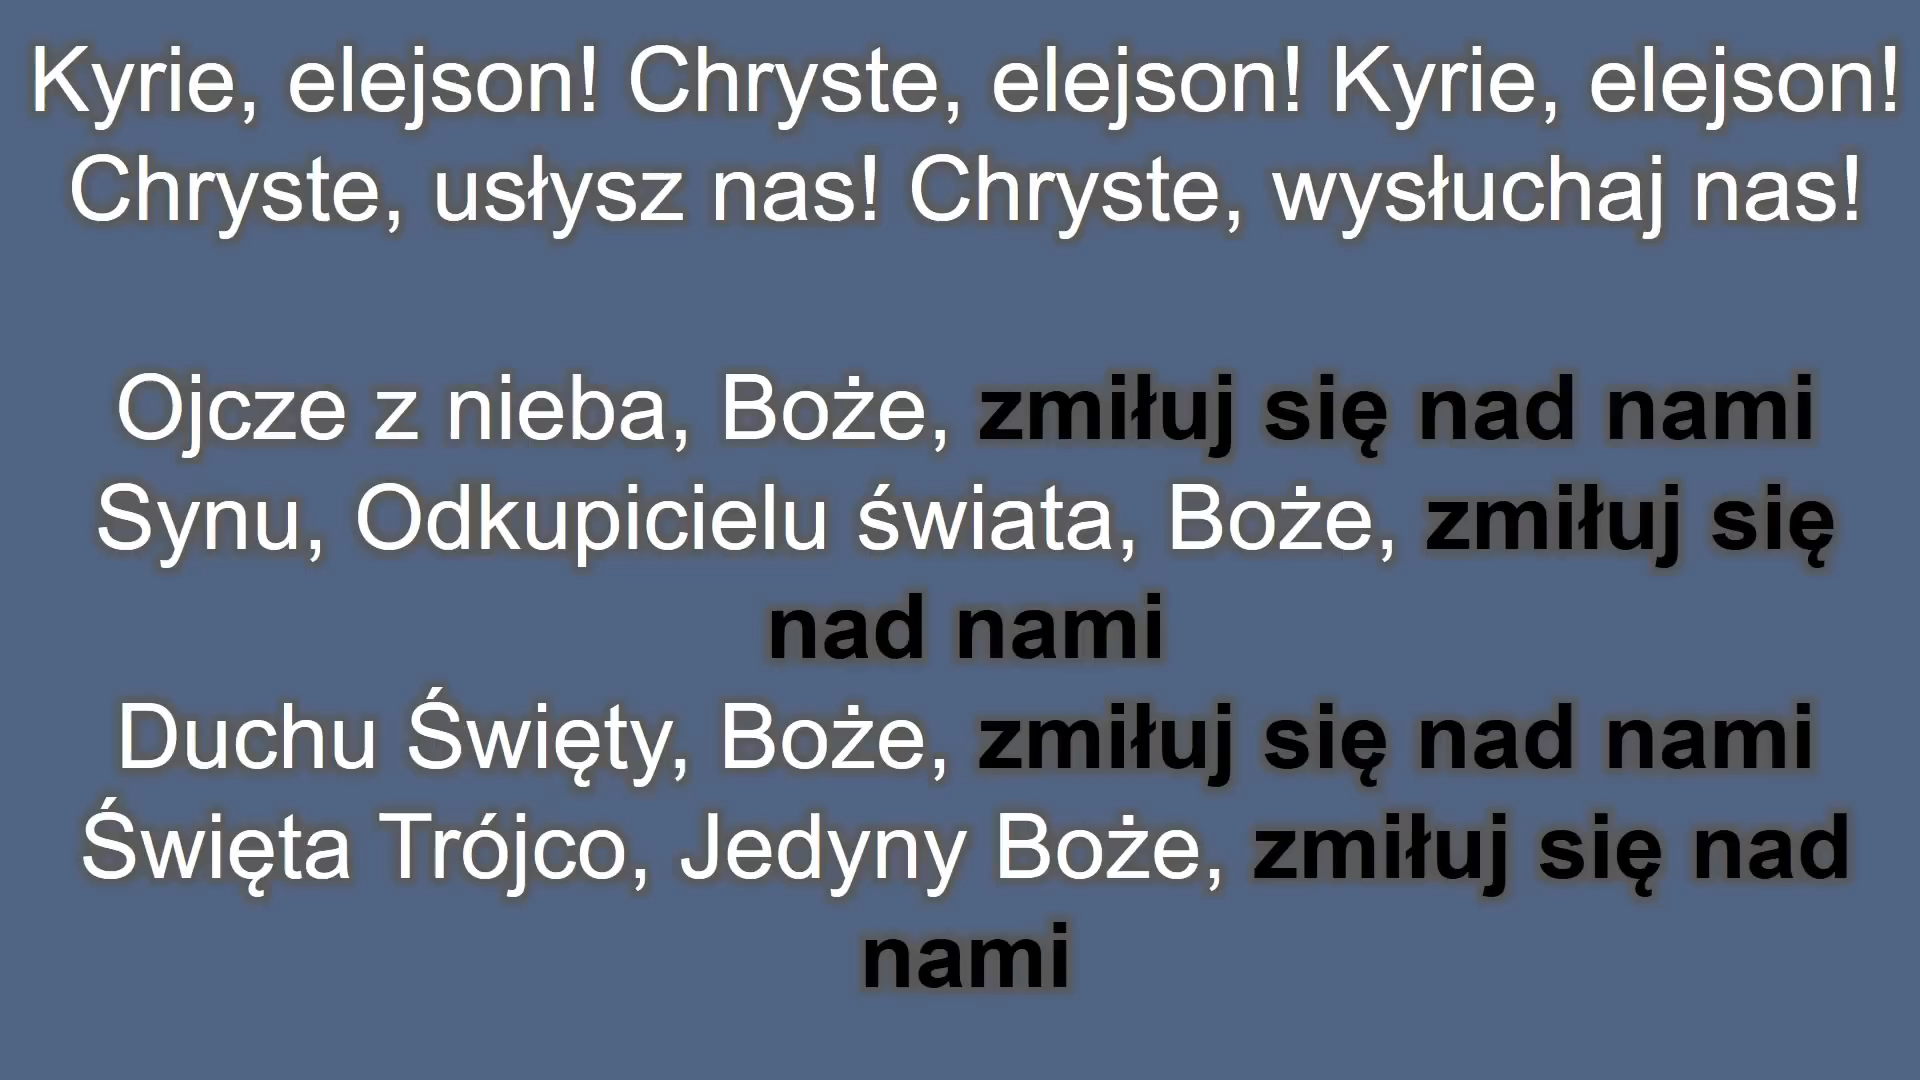 Kyrie, elejson! Chryste, elejson! Kyrie, elejson!
Chryste, usłysz nas! Chryste, wysłuchaj nas!
Ojcze z nieba, Boże, zmiłuj się nad nami
Synu, Odkupicielu świata, Boże, zmiłuj się
nad nami
Duchu Święty, Boże, zmiłuj się nad nami
Święta Trójco, Jedyny Boże, zmiłuj się nad
nami